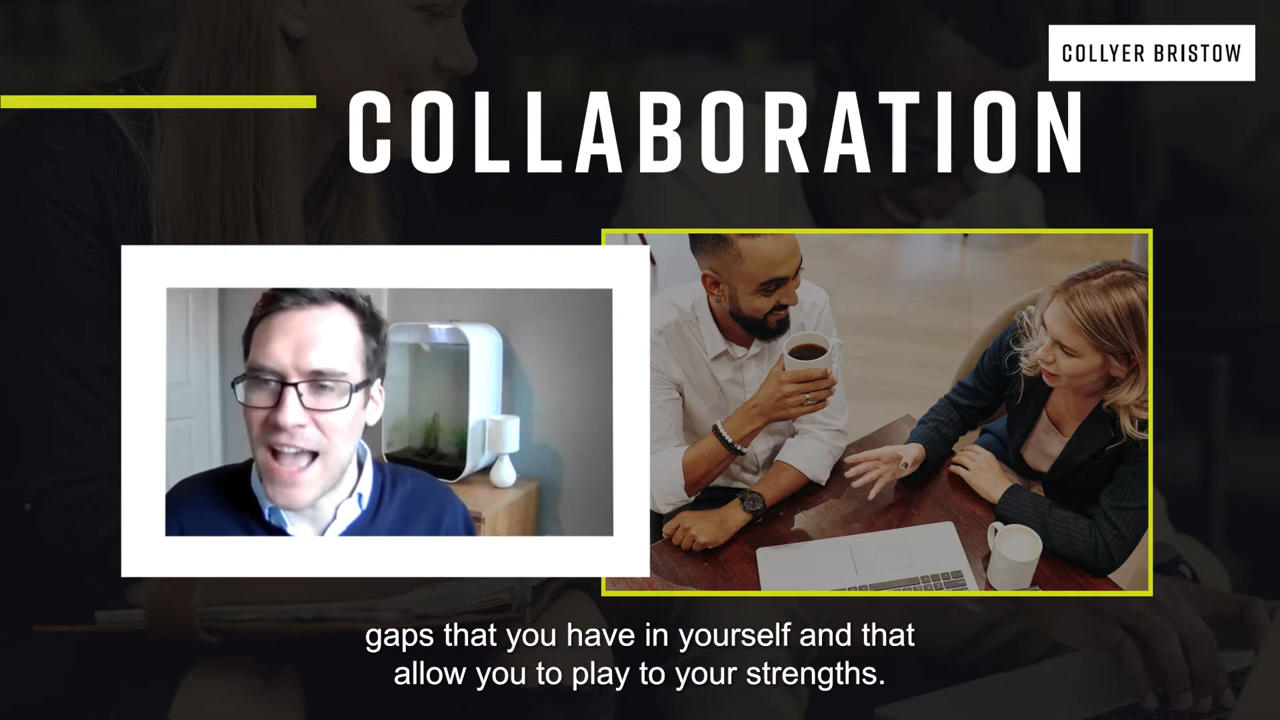 COLLYER BRISTOW
COLLABORATION
gaps that you have in yourself and that
allow you to play to your strengths.